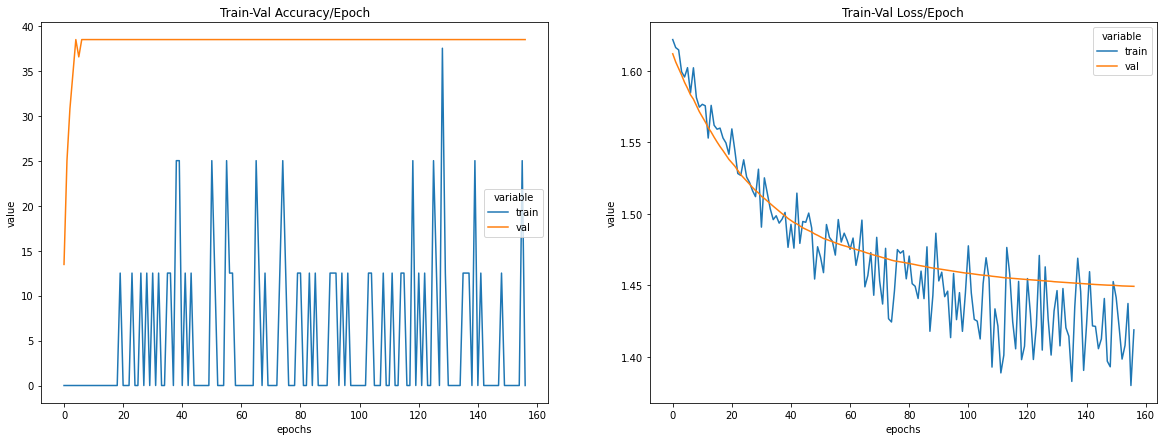 Train-Val Accuracy/Epoch
40
35
30
25
20
15
10
5
0
value
0 20 40 60 80 100 120 140 160
epochs
variable
train
val
Train-Val Loss/Epoch
1.60
1.55
1.50
1.45
1.40
value
0 20 40 60 80 100 120 140 160
epochs
variable
train
val